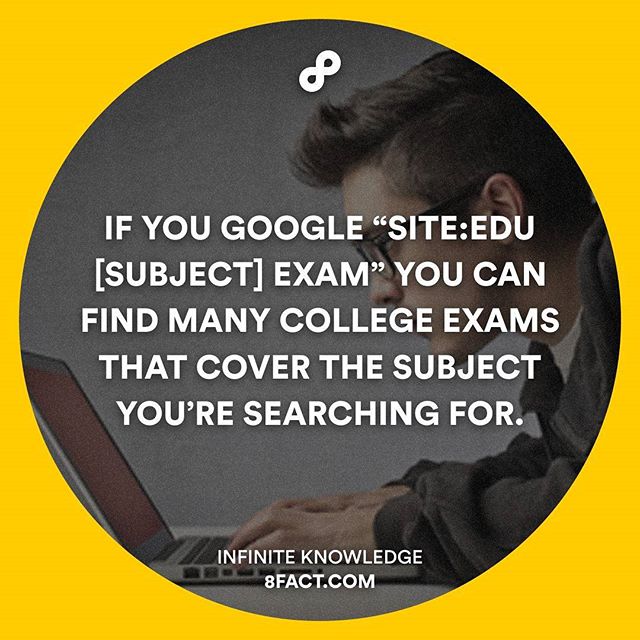 IF YOU GOOGLE “SITE:EDU
[SUBJECT] EXAM” YOU CAN
FIND MANY COLLEGE EXAMS
THAT COVER THE SUBJECT
YOU’RE SEARCHING FOR.
INFINITE KNOWLEDGE
8FACT.COM